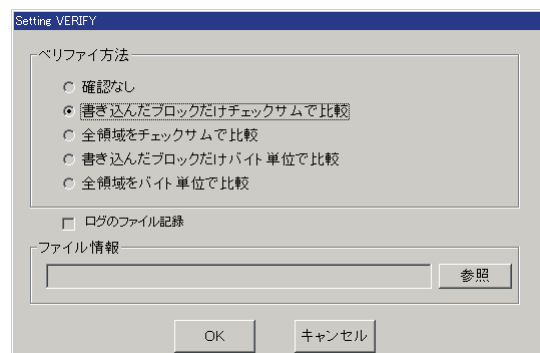 Setting VERIFY
ベリファイ方法
確認なし
書き込んだブロックだけチェックサムで比較
全領域をチェックサムで比較
書き込んだブロックだけバイト単位で比較
全領域をバイト単位で比較
ログのファイル記録
ファイル情報
参照
OK
キャンセル